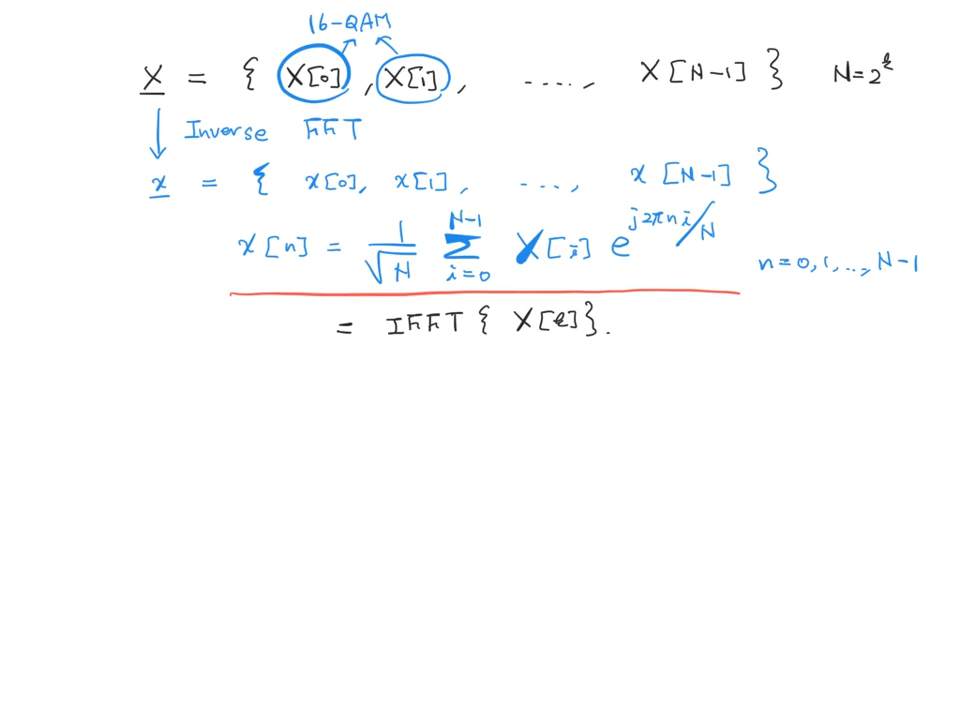 16-QAM
X = { X[0], X[1], ...., X[N-1] } N=2^k
Inverse FFT
x = { x[0], x[1], ..., x[N-1] }
x[n] = 1/√N ∑_{i=0}^{N-1} X[i] e^{j2πni/N} n=0,1,..., N-1
= IFFT{ X[k] }.